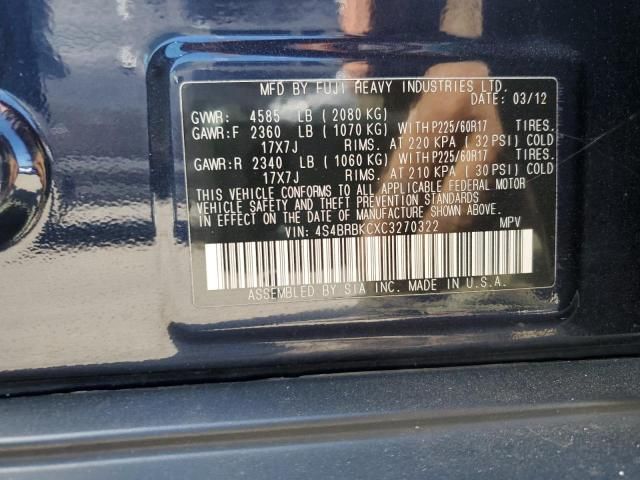 MFD BY FUJI HEAVY INDUSTRIES LTD.
DATE: 03/12
GVWR: 4585 LB ( 2080 KG)
GAWR:F 2360 LB ( 1070 KG) WITH P225/60R17 TIRES.
17X7J RIMS. AT 220 KPA ( 32 PSI) COLD
GAWR:R 2340 LB ( 1060 KG) WITH P225/60R17 TIRES.
17X7J RIMS. AT 210 KPA ( 30 PSI) COLD
THIS VEHICLE CONFORMS TO ALL APPLICABLE FEDERAL MOTOR
VEHICLE SAFETY AND THEFT PREVENTION STANDARDS
IN EFFECT ON THE DATE OF MANUFACTURE SHOWN ABOVE.
VIN: 4S4BRBKCXC3270322 MPV
ASSEMBLED BY SIA INC. MADE IN U.S.A.